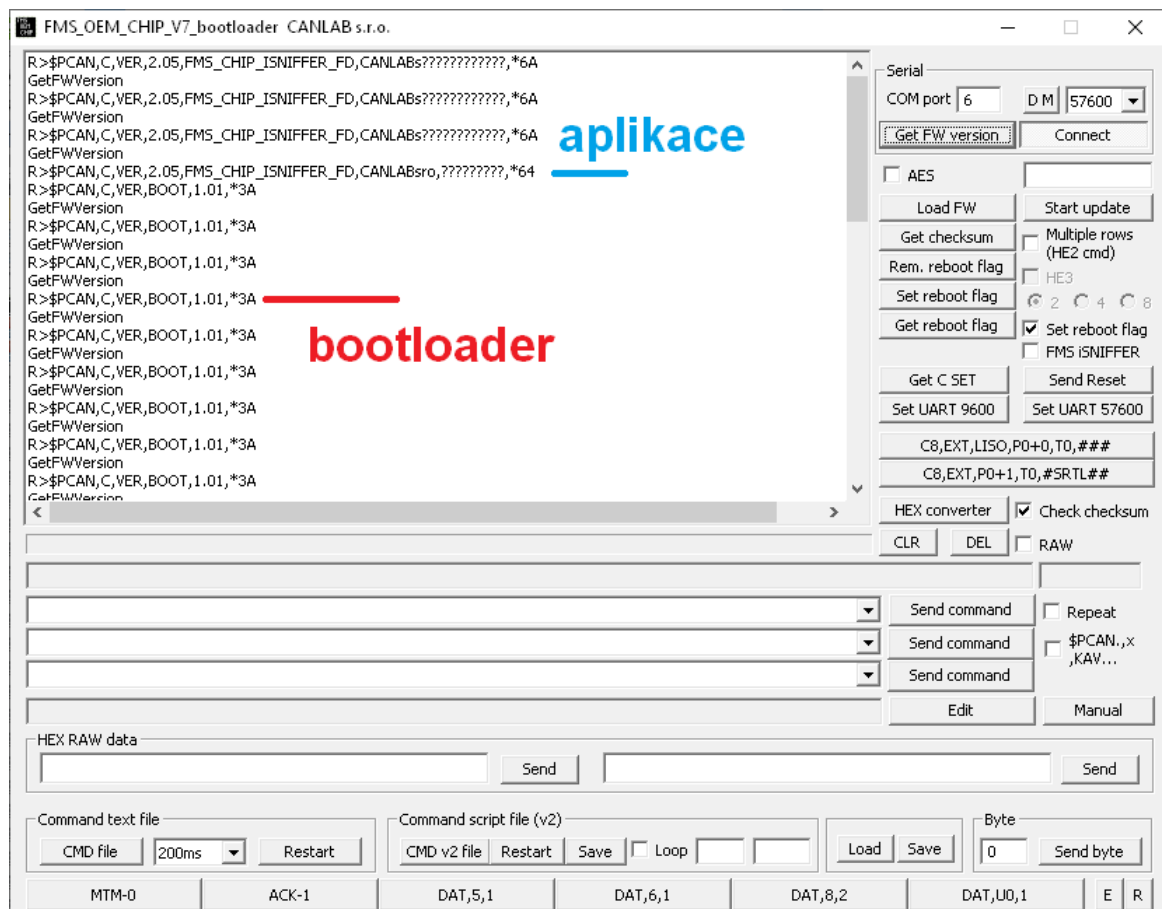 FMS_OEM_CHIP_V7_bootloader CANLAB s.r.o.
R>$PCAN,C,VER,2.05,FMS_CHIP_ISNIFFER_FD,CANLABs????????????,*6A
GetFWVersion
R>$PCAN,C,VER,2.05,FMS_CHIP_ISNIFFER_FD,CANLABs????????????,*6A
GetFWVersion
R>$PCAN,C,VER,2.05,FMS_CHIP_ISNIFFER_FD,CANLABs????????????,*6A
GetFWVersion
R>$PCAN,C,VER,2.05,FMS_CHIP_ISNIFFER_FD,CANLABsro,?????????,*64
aplikace
R>$PCAN,C,VER,BOOT,1.01,*3A
GetFWVersion
R>$PCAN,C,VER,BOOT,1.01,*3A
GetFWVersion
R>$PCAN,C,VER,BOOT,1.01,*3A
GetFWVersion
R>$PCAN,C,VER,BOOT,1.01,*3A
bootloader
GetFWVersion
R>$PCAN,C,VER,BOOT,1.01,*3A
GetFWVersion
R>$PCAN,C,VER,BOOT,1.01,*3A
GetFWVersion
R>$PCAN,C,VER,BOOT,1.01,*3A
GetFWVersion
R>$PCAN,C,VER,BOOT,1.01,*3A
GetFWVersion
R>$PCAN,C,VER,BOOT,1.01,*3A
GetFWVersion
Serial
COM port 6 D M 57600
Get FW version Connect
AES
Load FW Start update
Get checksum Multiple rows
(HE2 cmd)
Rem. reboot flag HE3
Set reboot flag 2 4 8
Get reboot flag Set reboot flag
FMS iSNIFFER
Get C SET Send Reset
Set UART 9600 Set UART 57600
C8,EXT,LISO,P0+0,T0,###
C8,EXT,P0+1,T0,#SRTL##
HEX converter Check checksum
CLR DEL RAW
Send command Repeat
Send command $PCAN.,x
,KAV...
Send command
Edit Manual
HEX RAW data
Send Send
Command text file Command script file (v2) Byte
CMD file 200ms Restart CMD v2 file Restart Save Loop Load Save 0 Send byte
MTM-0 ACK-1 DAT,5,1 DAT,6,1 DAT,8,2 DAT,U0,1 E R